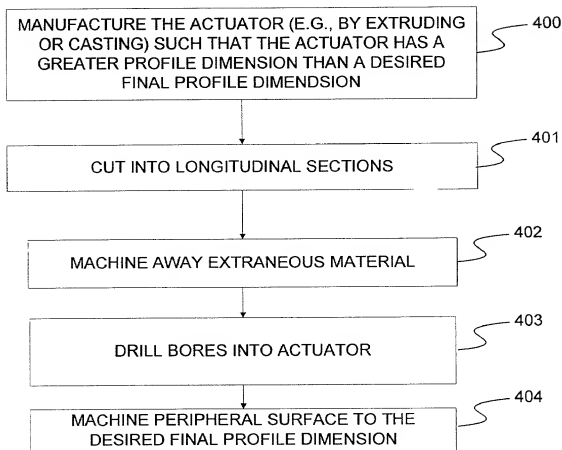 MANUFACTURE THE ACTUATOR (E.G., BY EXTRUDING
OR CASTING) SUCH THAT THE ACTUATOR HAS A
GREATER PROFILE DIMENSION THAN A DESIRED
FINAL PROFILE DIMENDSION
400
CUT INTO LONGITUDINAL SECTIONS
401
MACHINE AWAY EXTRANEOUS MATERIAL
402
DRILL BORES INTO ACTUATOR
403
MACHINE PERIPHERAL SURFACE TO THE
DESIRED FINAL PROFILE DIMENSION
404